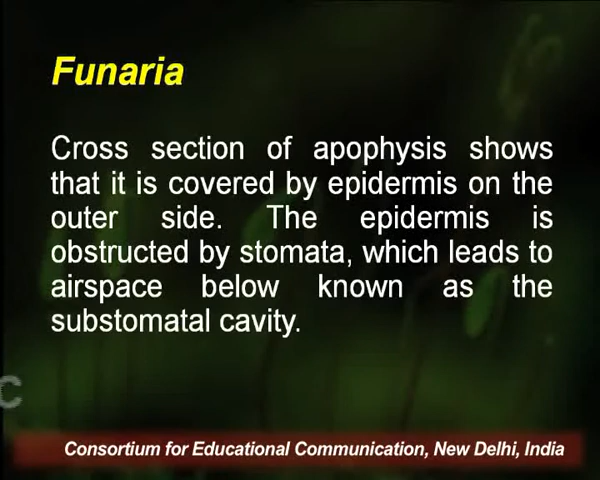 Funaria
Cross section of apophysis shows
that it is covered by epidermis on the
outer side. The epidermis is
obstructed by stomata, which leads to
airspace below known as the
substomatal cavity.
C
Consortium for Educational Communication, New Delhi, India